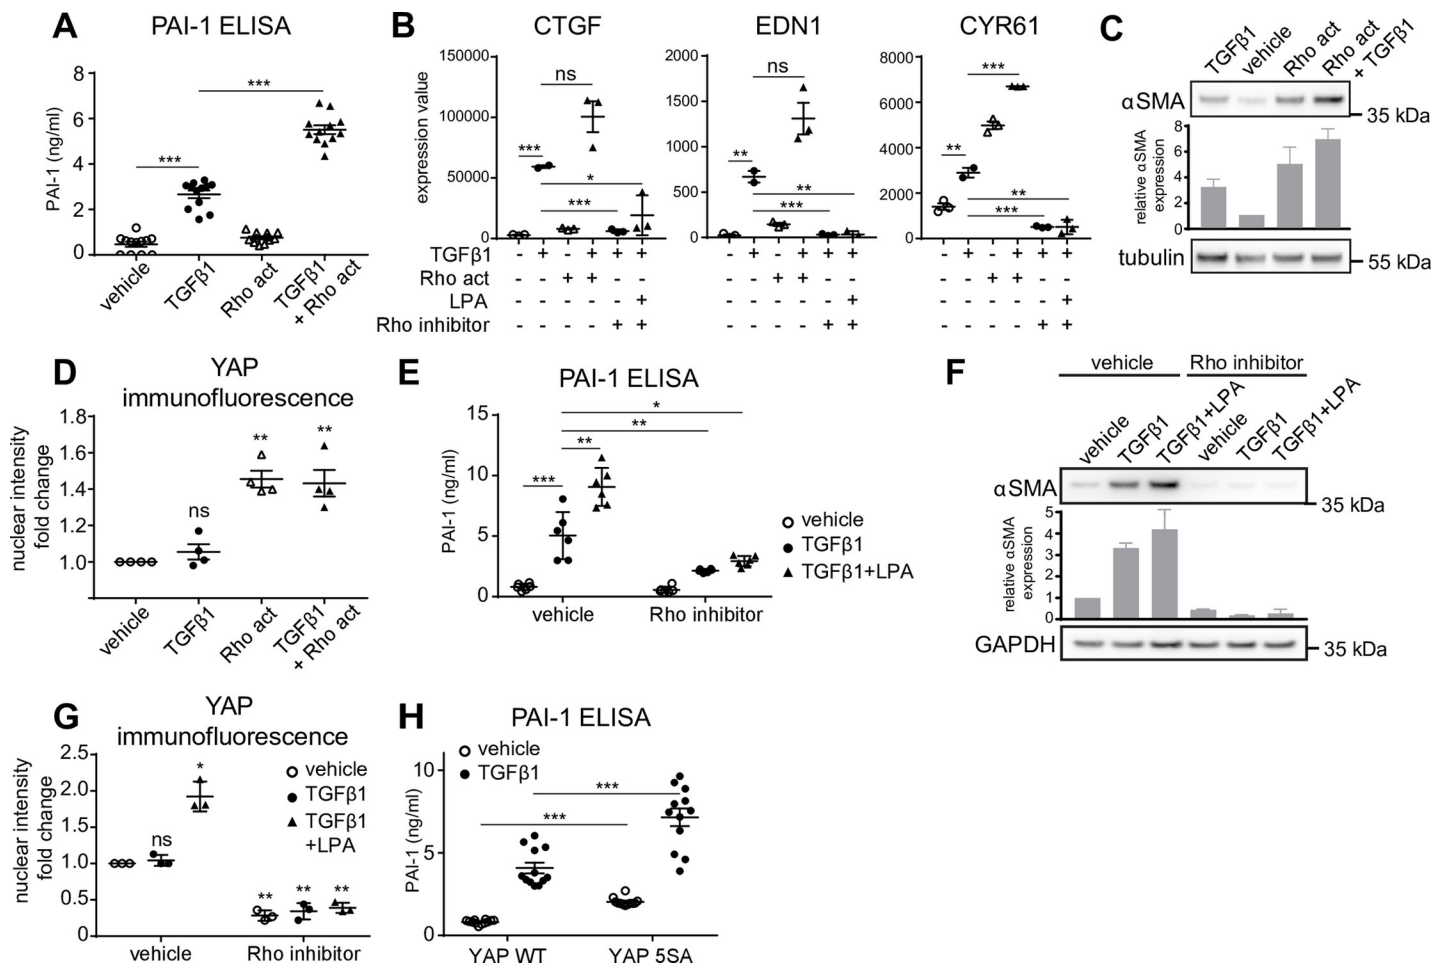 A
PAI-1 ELISA
PAI-1 (ng/ml)
8
6
4
2
0
***
***
vehicle
TGFβ1
Rho act
TGFβ1
+ Rho act
B
CTGF
expression value
150000
100000
50000
0
***
ns
*
***
EDN1
2000
1500
1000
500
0
**
ns
**
***
CYR61
8000
6000
4000
2000
0
**
***
**
***
TGFβ1 - + - + + + - + - + + + - + - + + +
Rho act - - + + - - - - + + - - - - + + - -
LPA - - - - - + - - - - - + - - - - - +
Rho inhibitor - - - - + + - - - - + + - - - - + +
C
TGFβ1
vehicle
Rho act
Rho act
+ TGFβ1
αSMA
35 kDa
relative αSMA
expression
8
6
4
2
0
tubulin
55 kDa
D
YAP
immunofluorescence
nuclear intensity
fold change
1.8
1.6
1.4
1.2
1.0
ns
**
**
vehicle
TGFβ1
Rho act
TGFβ1
+ Rho act
E
PAI-1 ELISA
PAI-1 (ng/ml)
15
10
5
0
*
**
**
***
vehicle
Rho inhibitor
vehicle
TGFβ1
TGFβ1+LPA
F
vehicle
Rho inhibitor
vehicle
TGFβ1
TGFβ1+LPA
vehicle
TGFβ1
TGFβ1+LPA
αSMA
35 kDa
relative αSMA
expression
5
4
3
2
1
0
GAPDH
35 kDa
G
YAP
immunofluorescence
nuclear intensity
fold change
2.5
2.0
1.5
1.0
0.5
0
ns
*
**
**
**
vehicle
TGFβ1
TGFβ1
+LPA
vehicle
Rho inhibitor
H
PAI-1 ELISA
vehicle
TGFβ1
PAI-1 (ng/ml)
10
5
0
***
***
YAP WT
YAP 5SA